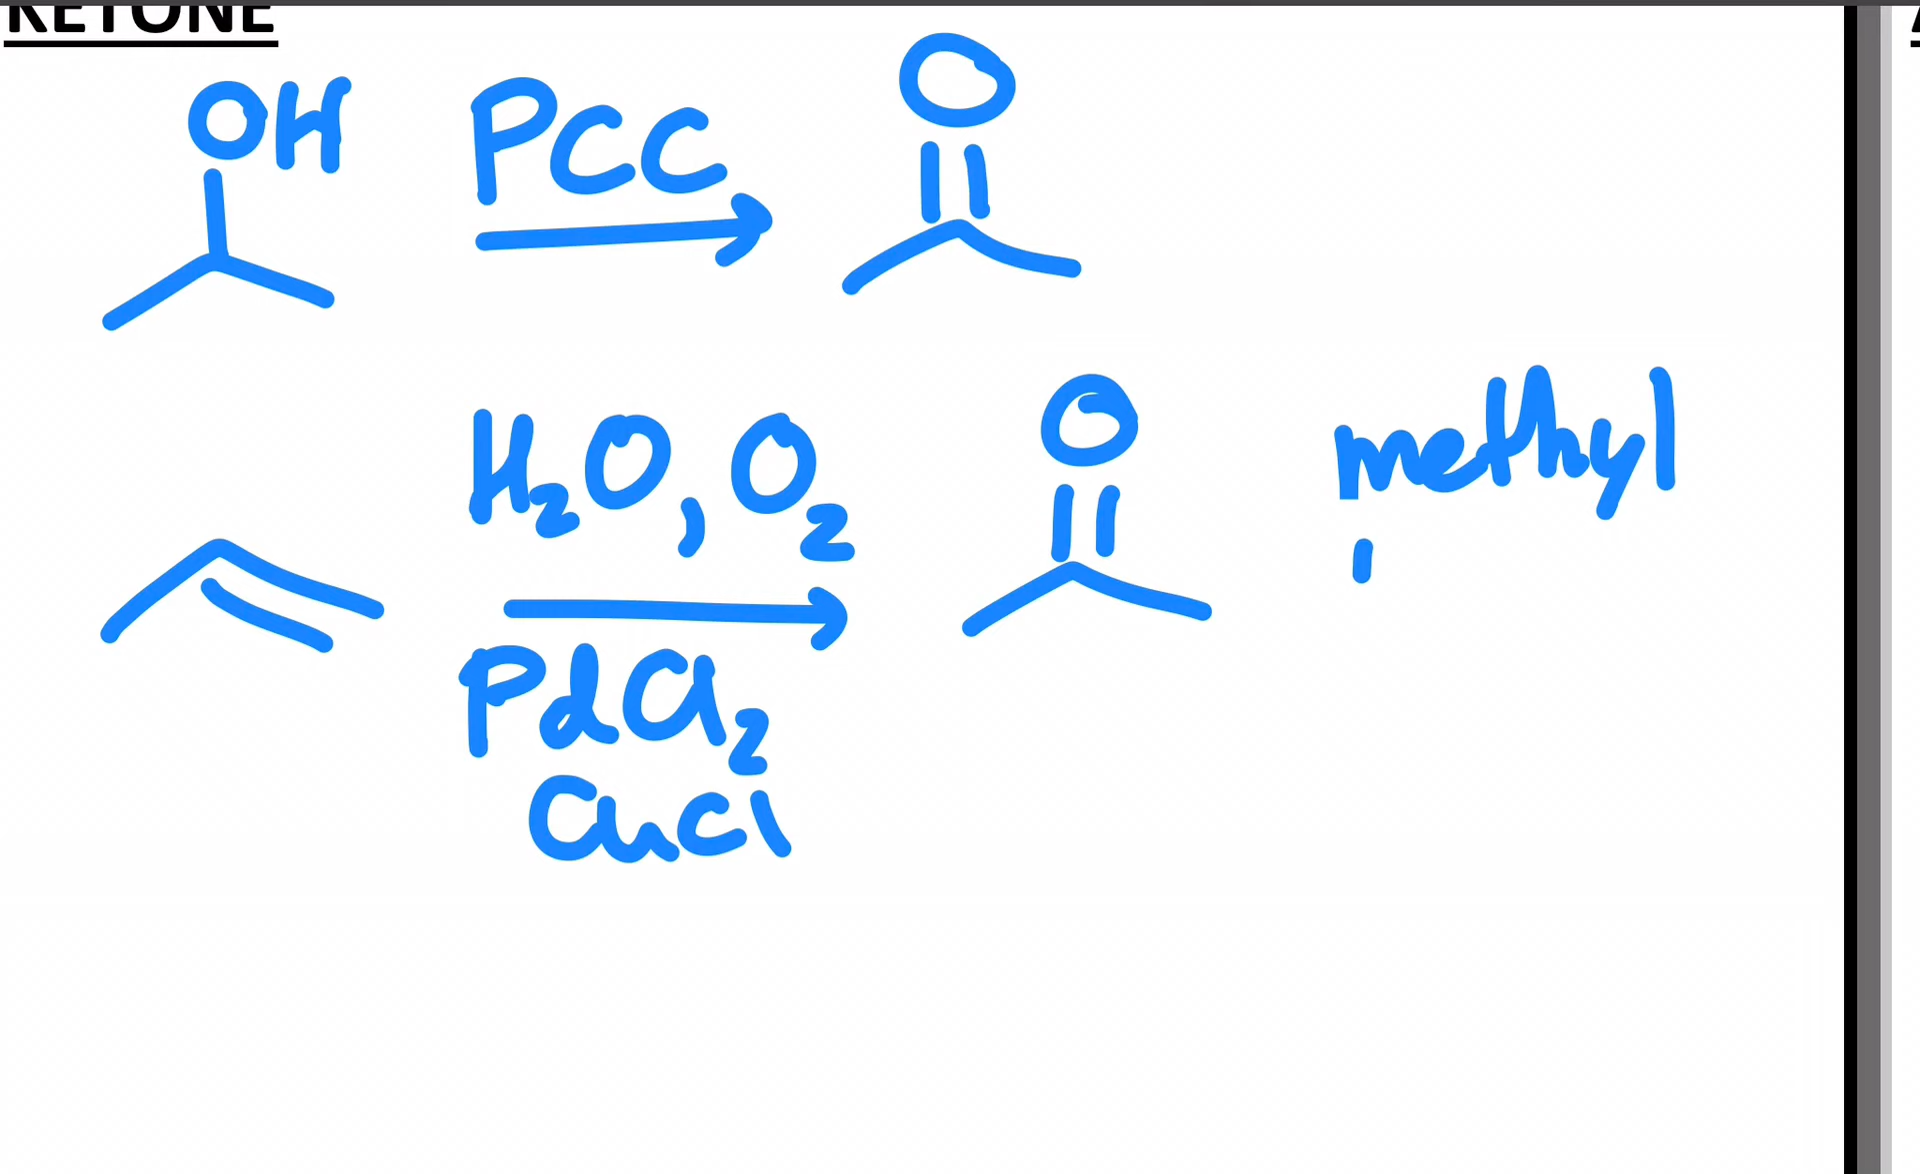 KETONE
OH
PCC
O
H₂O, O₂
O
methyl
PdCl₂
CuCl